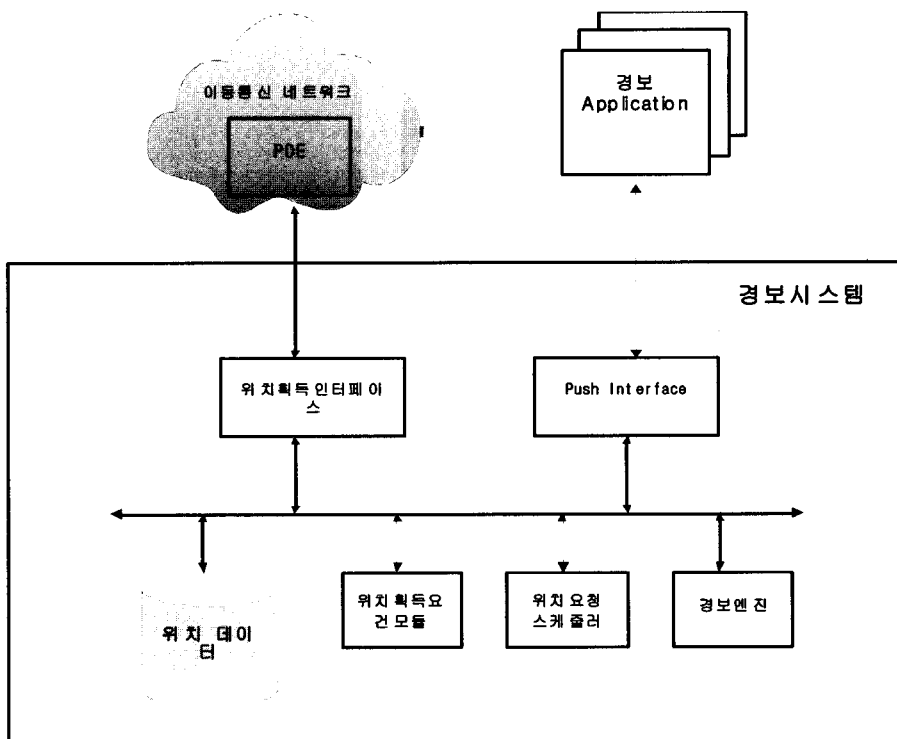 이동통신 네트워크
PDE
경보
Application
경보시스템
위치획득인터페이
스
Push Interface
위치 데이
터
위치획득요
건모듈
위치요청
스케줄러
경보엔진